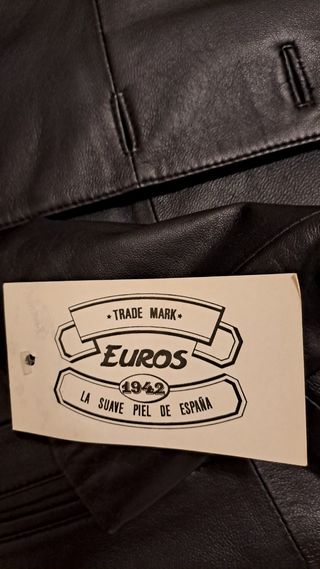 ★ TRADE MARK ★
EUROS
1942
LA SUAVE PIEL DE ESPAÑA